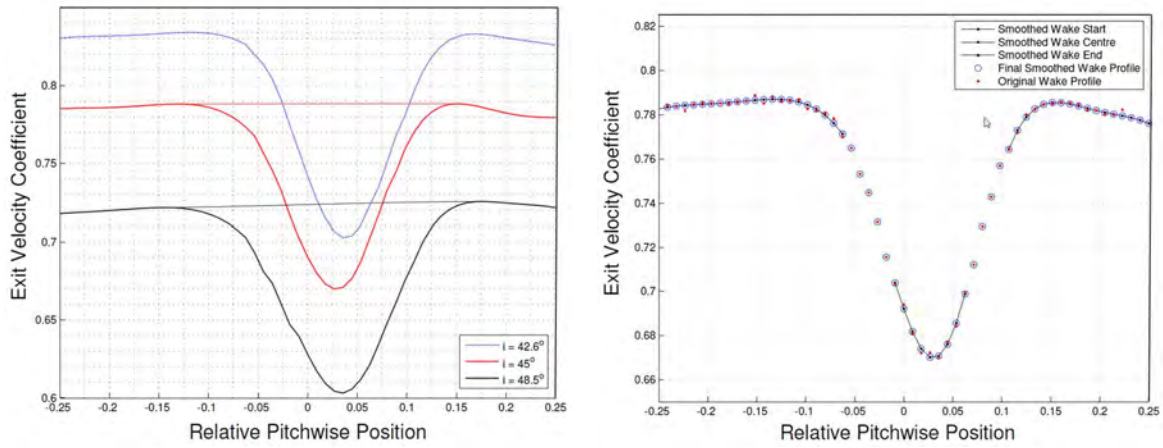 Exit Velocity Coefficient
0.8
0.75
0.7
0.65
0.6
-0.25 -0.2 -0.15 -0.1 -0.05 0 0.05 0.1 0.15 0.2 0.25
Relative Pitchwise Position
i = 42.6°
i = 45°
i = 48.5°
Exit Velocity Coefficient
0.82
0.8
0.78
0.76
0.74
0.72
0.7
0.68
0.66
-0.25 -0.2 -0.15 -0.1 -0.05 0 0.05 0.1 0.15 0.2 0.25
Relative Pitchwise Position
Smoothed Wake Start
Smoothed Wake Centre
Smoothed Wake End
Final Smoothed Wake Profile
Original Wake Profile